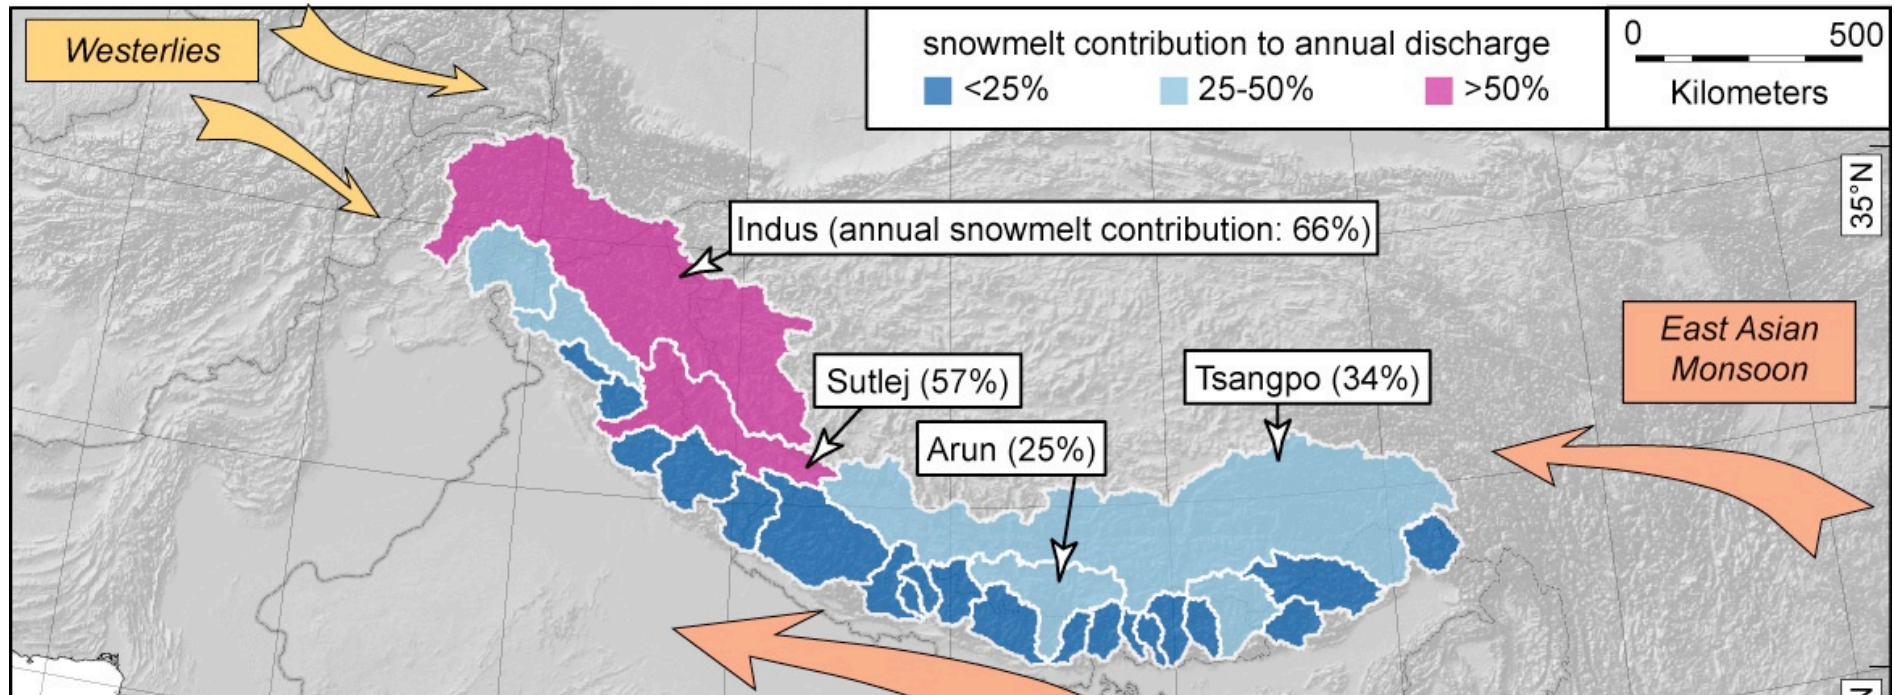 Westerlies
snowmelt contribution to annual discharge
<25%
25-50%
>50%
0
500
Kilometers
35°N
Indus (annual snowmelt contribution: 66%)
East Asian
Monsoon
Sutlej (57%)
Tsangpo (34%)
Arun (25%)